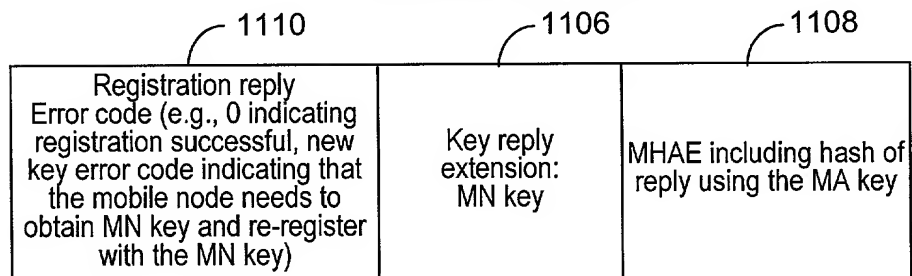 1110
1106
1108
Registration reply
Error code (e.g., 0 indicating
registration successful, new
key error code indicating that
the mobile node needs to
obtain MN key and re-register
with the MN key)
Key reply
extension:
MN key
MHAE including hash of
reply using the MA key